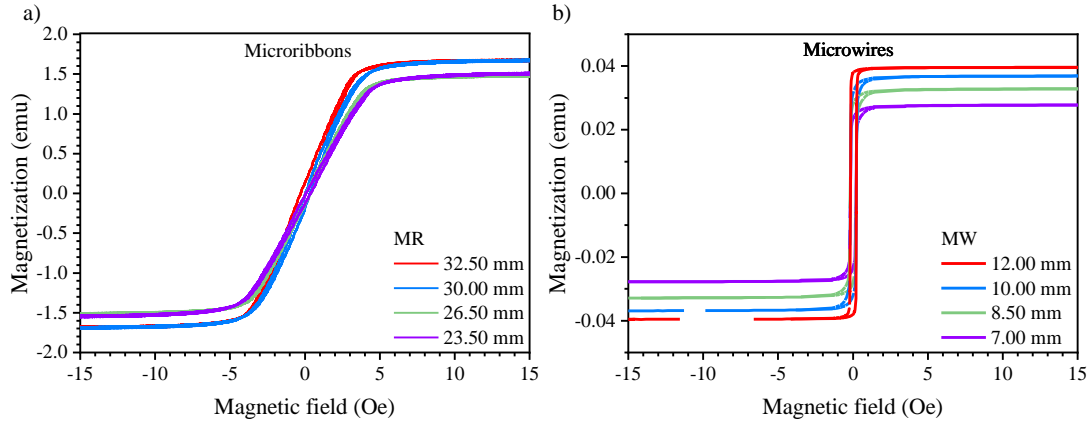 a)
Microribbons
Magnetization (emu)
2.0
1.5
1.0
0.5
0.0
-0.5
-1.0
-1.5
-2.0
MR
32.50 mm
30.00 mm
26.50 mm
23.50 mm
-15 -10 -5 0 5 10 15
Magnetic field (Oe)
b)
Microwires
Magnetization (emu)
0.04
0.02
0.00
-0.02
-0.04
MW
12.00 mm
10.00 mm
8.50 mm
7.00 mm
-15 -10 -5 0 5 10 15
Magnetic field (Oe)